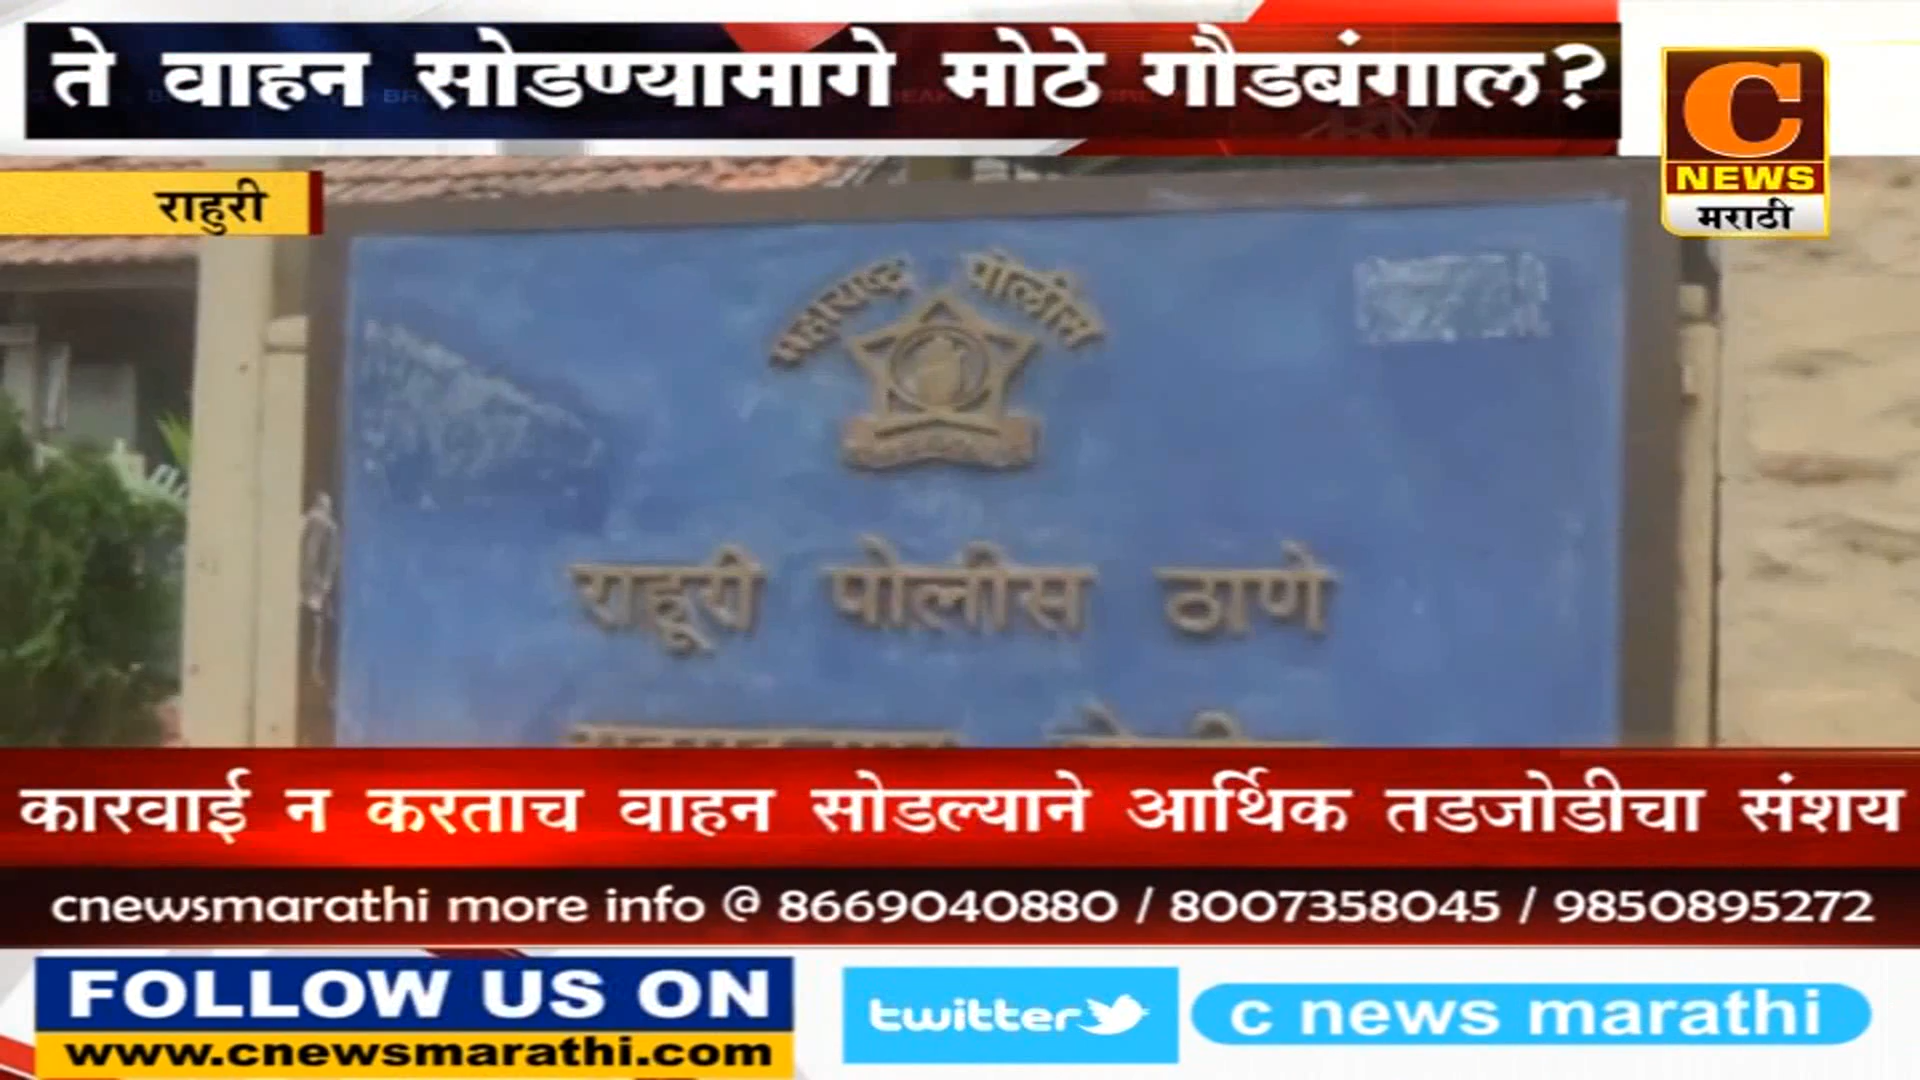 ते वाहन सोडण्यामागे मोठे गौडबंगाल?
C
NEWS
मराठी
राहुरी
महाराष्ट्र पोलीस
राहूरी पोलीस ठाणे
कारवाई न करताच वाहन सोडल्याने आर्थिक तडजोडीचा संशय
cnewsmarathi more info @ 8669040880 / 8007358045 / 9850895272
FOLLOW US ON
www.cnewsmarathi.com
twitter
c news marathi